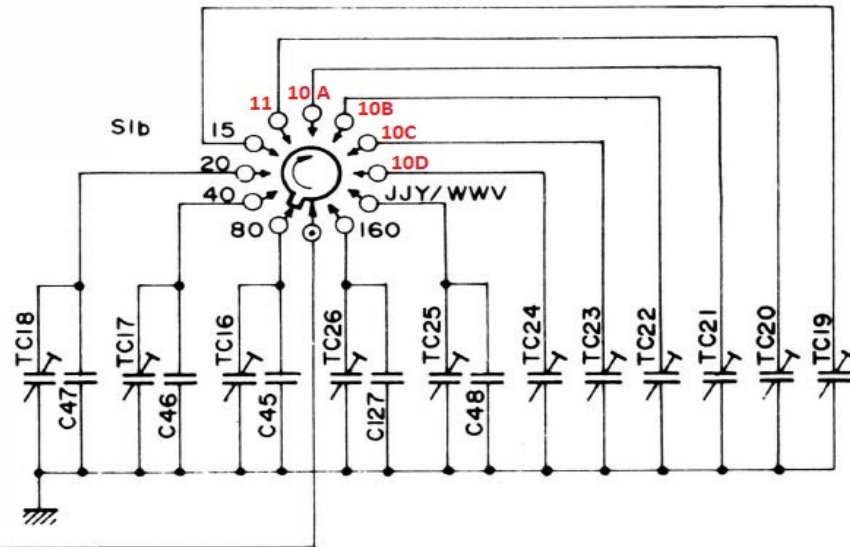 10 A
11
10B
S1b
15
10C
20
10D
40
JJY/WWV
80
160
TC18
C47
TC17
C46
TC16
C45
TC26
C127
TC25
C48
TC24
TC23
TC22
TC21
TC20
TC19